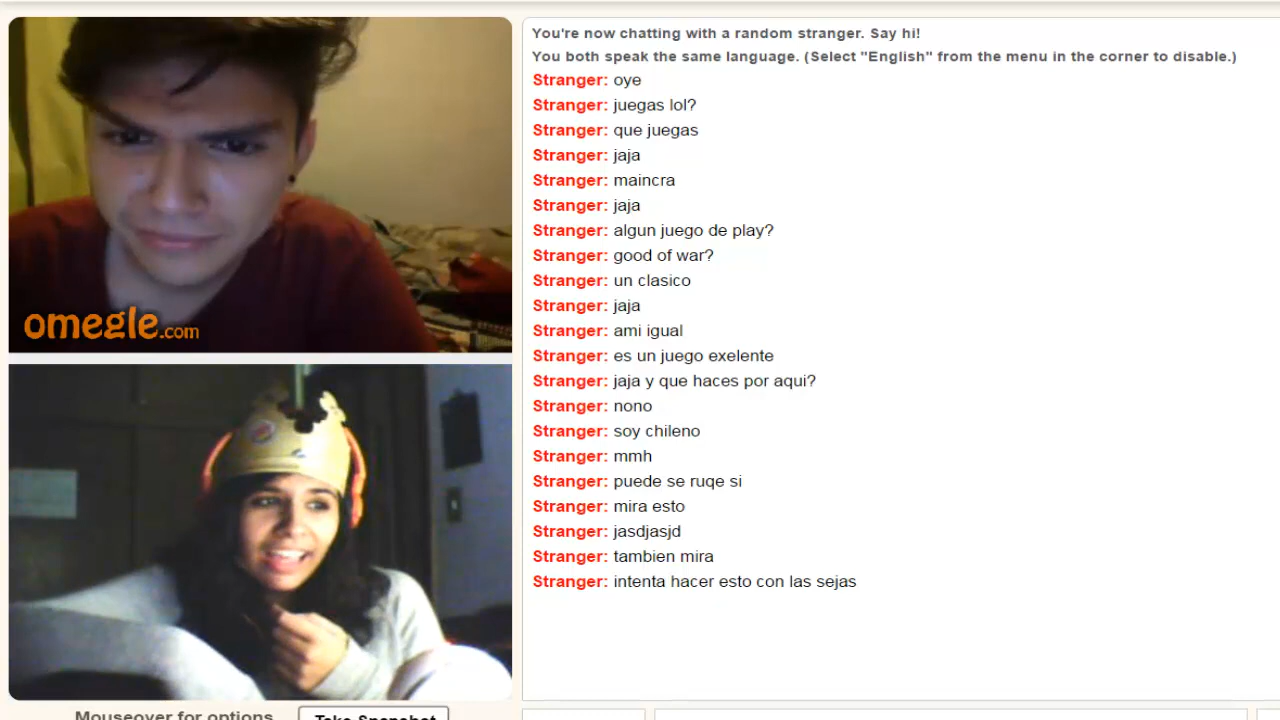 You're now chatting with a random stranger. Say hi!
You both speak the same language. (Select "English" from the menu in the corner to disable.)
Stranger: oye
Stranger: juegas lol?
Stranger: que juegas
Stranger: jaja
Stranger: maincra
Stranger: jaja
Stranger: algun juego de play?
Stranger: good of war?
Stranger: un clasico
Stranger: jaja
Stranger: ami igual
Stranger: es un juego exelente
Stranger: jaja y que haces por aqui?
Stranger: nono
Stranger: soy chileno
Stranger: mmh
Stranger: puede se ruqe si
Stranger: mira esto
Stranger: jasdjasjd
Stranger: tambien mira
Stranger: intenta hacer esto con las sejas
omegle.com
Mouseover for options
Take Snapshot